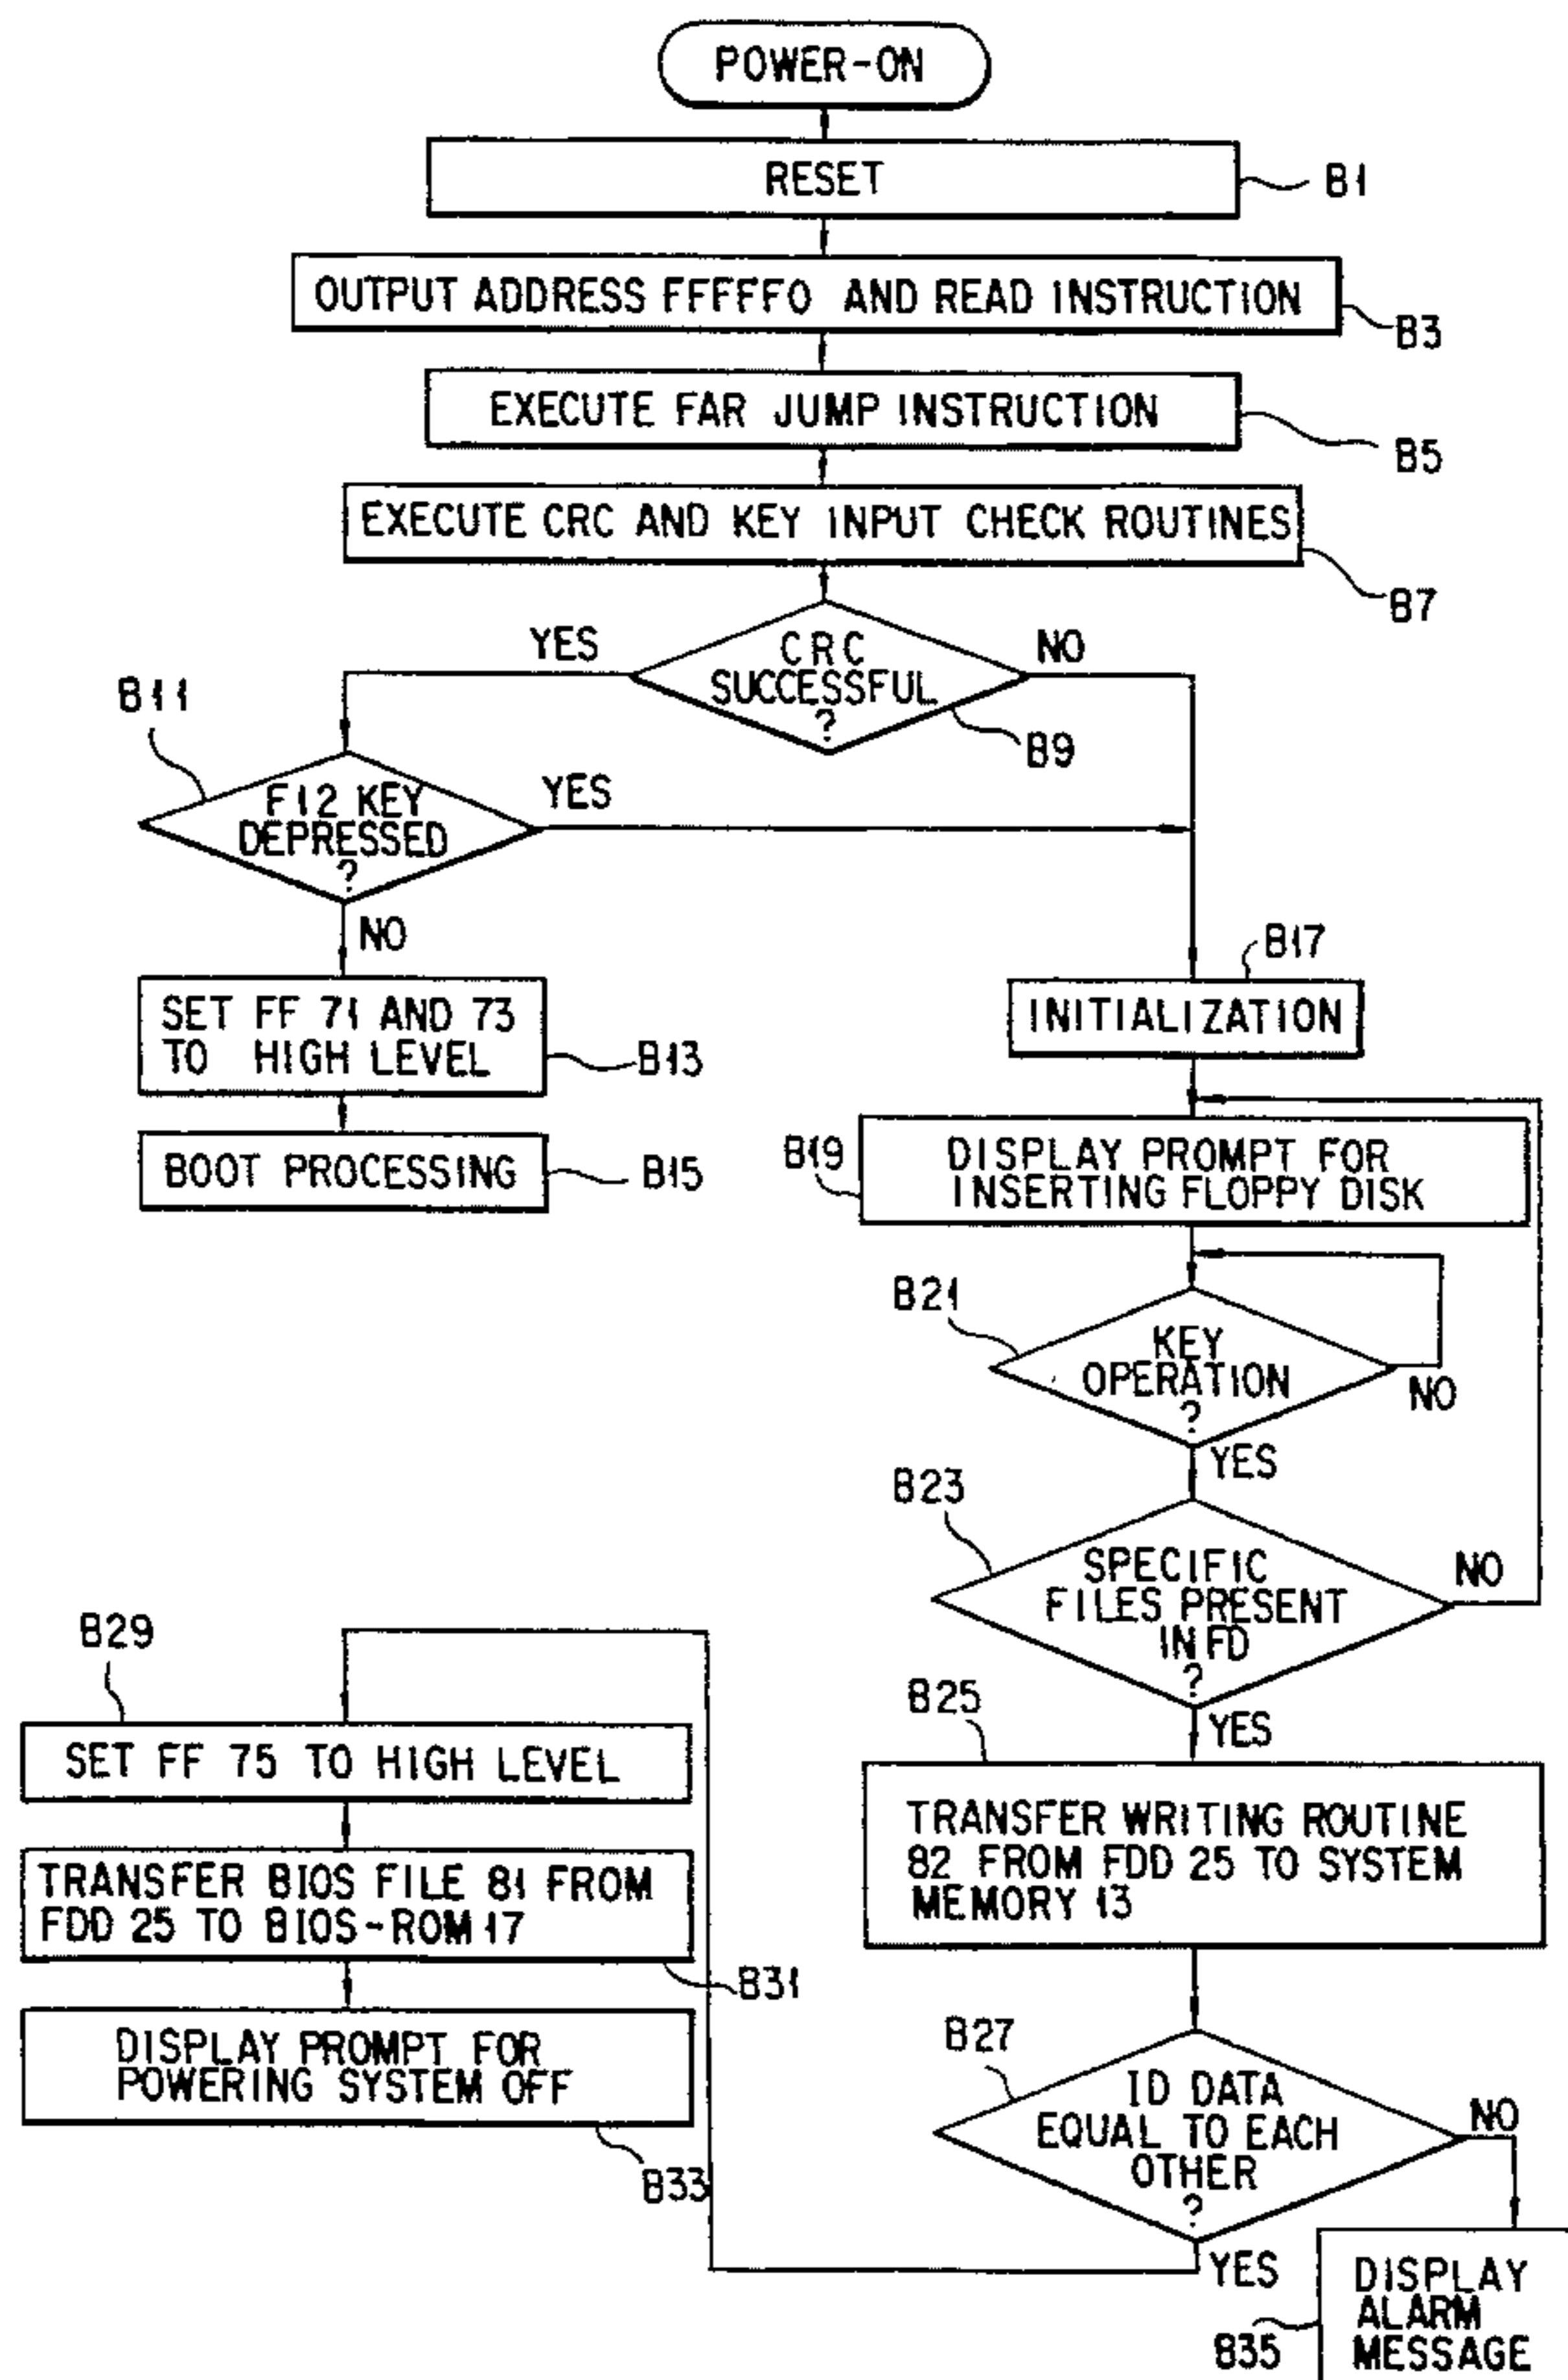 POWER-ON
RESET
B1
OUTPUT ADDRESS FFFFF0 AND READ INSTRUCTION
B3
EXECUTE FAR JUMP INSTRUCTION
B5
EXECUTE CRC AND KEY INPUT CHECK ROUTINES
B7
YES
CRC
SUCCESSFUL
?
NO
B9
B11
F12 KEY
DEPRESSED
?
YES
NO
SET FF 71 AND 73
TO HIGH LEVEL
B13
BOOT PROCESSING
B15
B17
INITIALIZATION
B19
DISPLAY PROMPT FOR
INSERTING FLOPPY DISK
B21
KEY
OPERATION
?
NO
YES
B23
SPECIFIC
FILES PRESENT
IN FD
?
NO
YES
B25
TRANSFER WRITING ROUTINE
82 FROM FDD 25 TO SYSTEM
MEMORY 13
B27
ID DATA
EQUAL TO EACH
OTHER
?
NO
YES
B29
SET FF 75 TO HIGH LEVEL
TRANSFER BIOS FILE 81 FROM
FDD 25 TO BIOS-ROM 17
B31
DISPLAY PROMPT FOR
POWERING SYSTEM OFF
B33
DISPLAY
ALARM
MESSAGE
B35